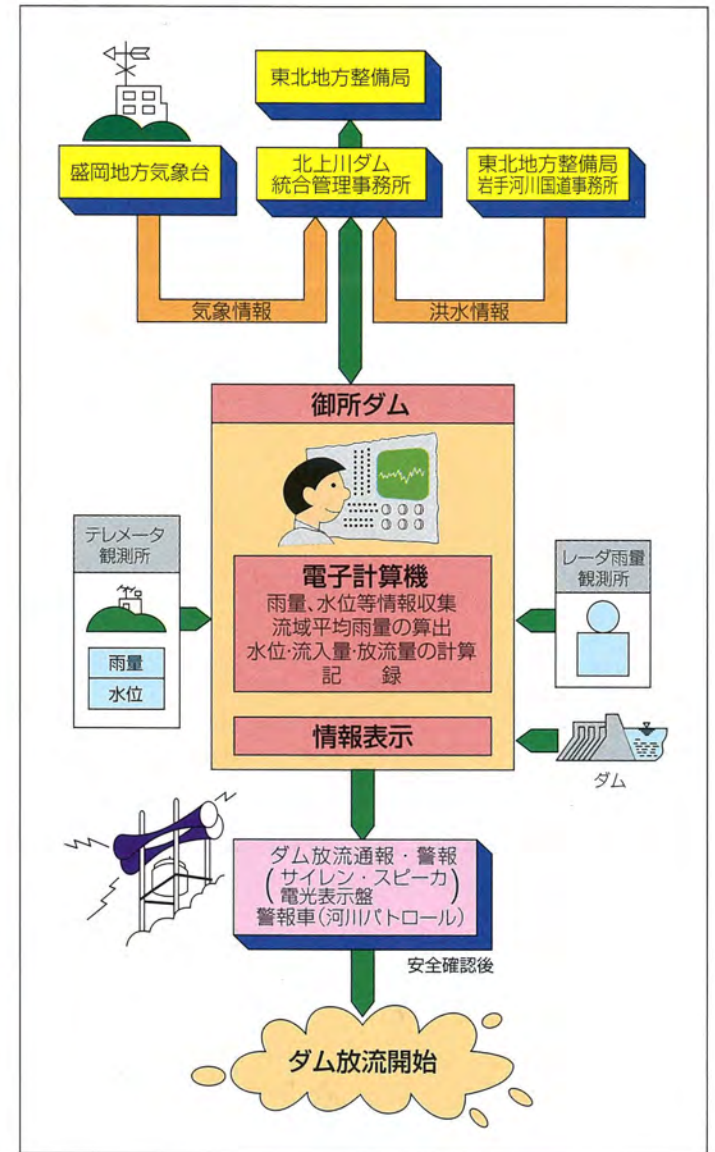 東北地方整備局
盛岡地方気象台
北上川ダム
統合管理事務所
東北地方整備局
岩手河川国道事務所
気象情報
洪水情報
御所ダム
テレメータ
観測所
雨量
水位
電子計算機
雨量、水位等情報収集
流域平均雨量の算出
水位・流入量・放流量の計算
記 録
レーダ雨量
観測所
情報表示
ダム
ダム放流通報・警報
(サイレン・スピーカ
電光表示盤)
警報車(河川パトロール)
安全確認後
ダム放流開始